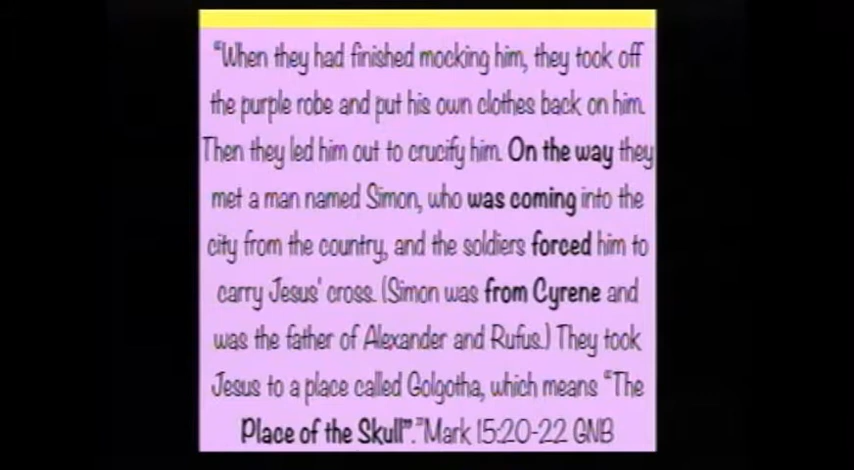 “When they had finished mocking him, they took off
the purple robe and put his own clothes back on him.
Then they led him out to crucify him. On the way they
met a man named Simon, who was coming into the
city from the country, and the soldiers forced him to
carry Jesus' cross. (Simon was from Cyrene and
was the father of Alexander and Rufus.) They took
Jesus to a place called Golgotha, which means “The
Place of the Skull”.”Mark 15:20-22 GNB